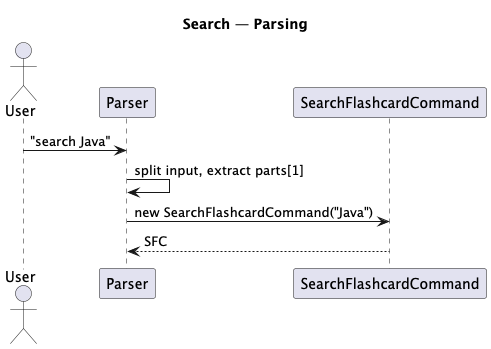 Search — Parsing
User
Parser
SearchFlashcardCommand
"search Java"
split input, extract parts[1]
new SearchFlashcardCommand("Java")
SFC
User
Parser
SearchFlashcardCommand